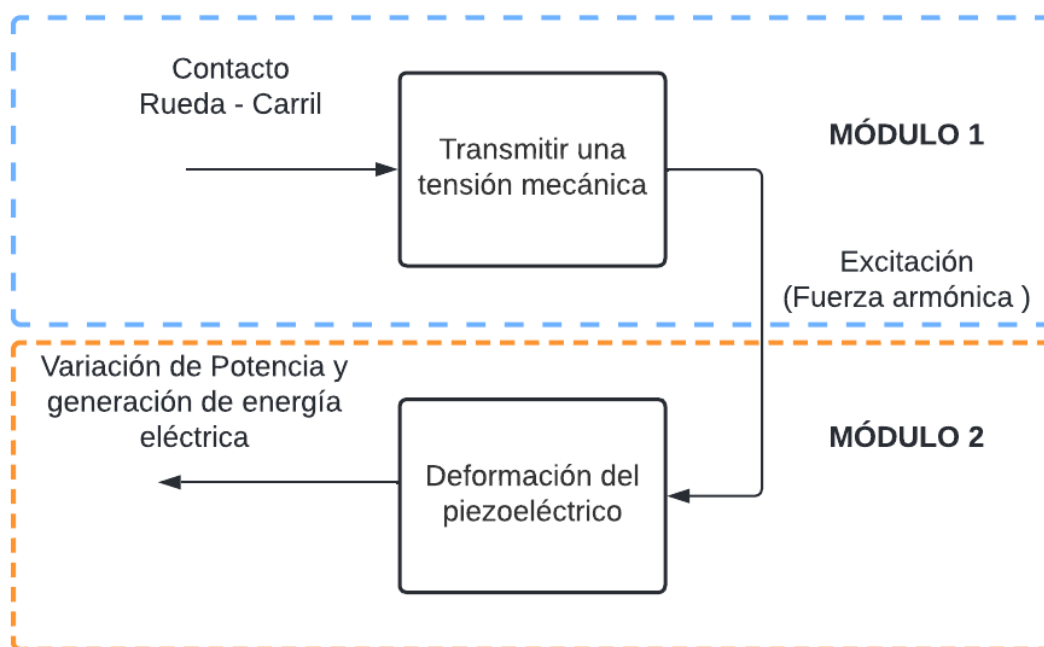 Contacto
Rueda - Carril
Transmitir una
tensión mecánica
MÓDULO 1
Excitación
(Fuerza armónica )
Variación de Potencia y
generación de energía
eléctrica
Deformación del
piezoeléctrico
MÓDULO 2